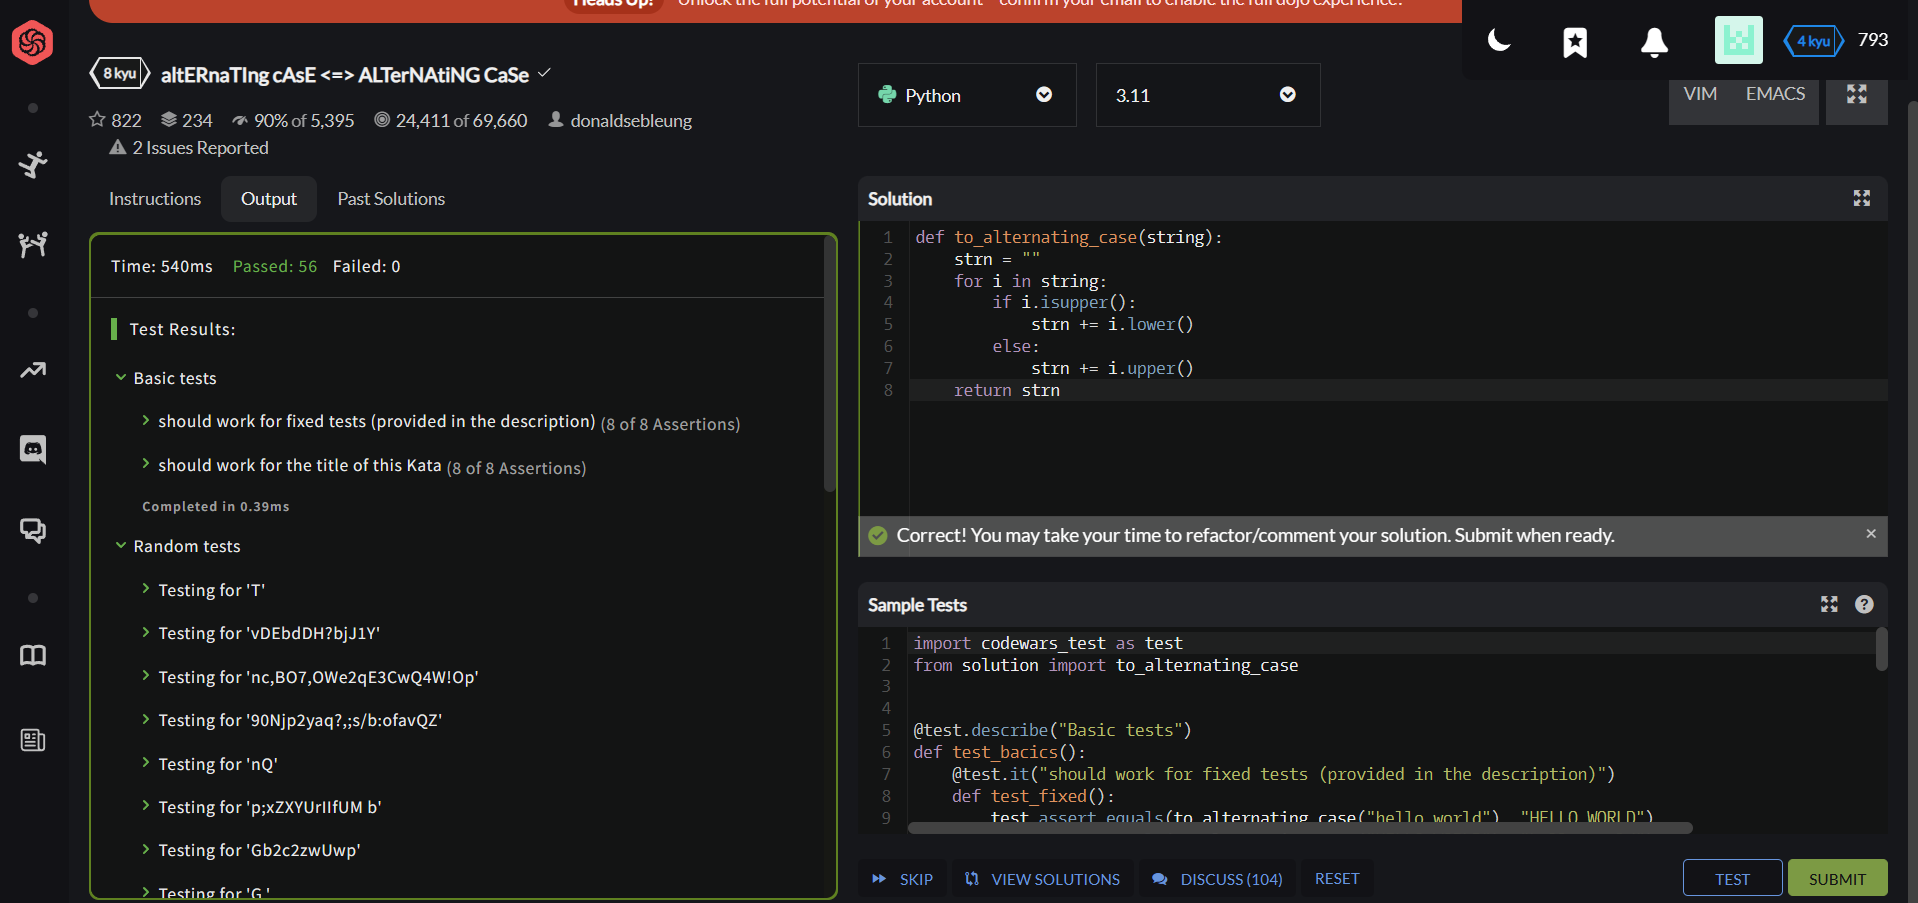 Heads Up! Unlock the full potential of your account - confirm your email to enable the full dojo experience!
4 kyu 793
8 kyu altERnaTIng cAsE <=> ALTerNAtiNG CaSe
822 234 90% of 5,395 24,411 of 69,660 donaldsebleung
2 Issues Reported
Python 3.11 VIM EMACS
Instructions Output Past Solutions
Time: 540ms Passed: 56 Failed: 0
Test Results:
Basic tests
should work for fixed tests (provided in the description) (8 of 8 Assertions)
should work for the title of this Kata (8 of 8 Assertions)
Completed in 0.39ms
Random tests
Testing for 'T'
Testing for 'vDEbdDH?bjJ1Y'
Testing for 'nc,BO7,OWe2qE3CwQ4W!Op'
Testing for '90Njp2yaq?,;s/b:ofavQZ'
Testing for 'nQ'
Testing for 'p;xZXYUrIIfUM b'
Testing for 'Gb2c2zwUwp'
Testing for 'G '
Solution
1 def to_alternating_case(string):
2     strn = ""
3     for i in string:
4         if i.isupper():
5             strn += i.lower()
6         else:
7             strn += i.upper()
8     return strn
Correct! You may take your time to refactor/comment your solution. Submit when ready.
Sample Tests
1 import codewars_test as test
2 from solution import to_alternating_case
3
4
5 @test.describe("Basic tests")
6 def test_bacics():
7     @test.it("should work for fixed tests (provided in the description)")
8     def test_fixed():
9         test.assert_equals(to_alternating_case("hello world"), "HELLO WORLD")
SKIP VIEW SOLUTIONS DISCUSS (104) RESET TEST SUBMIT